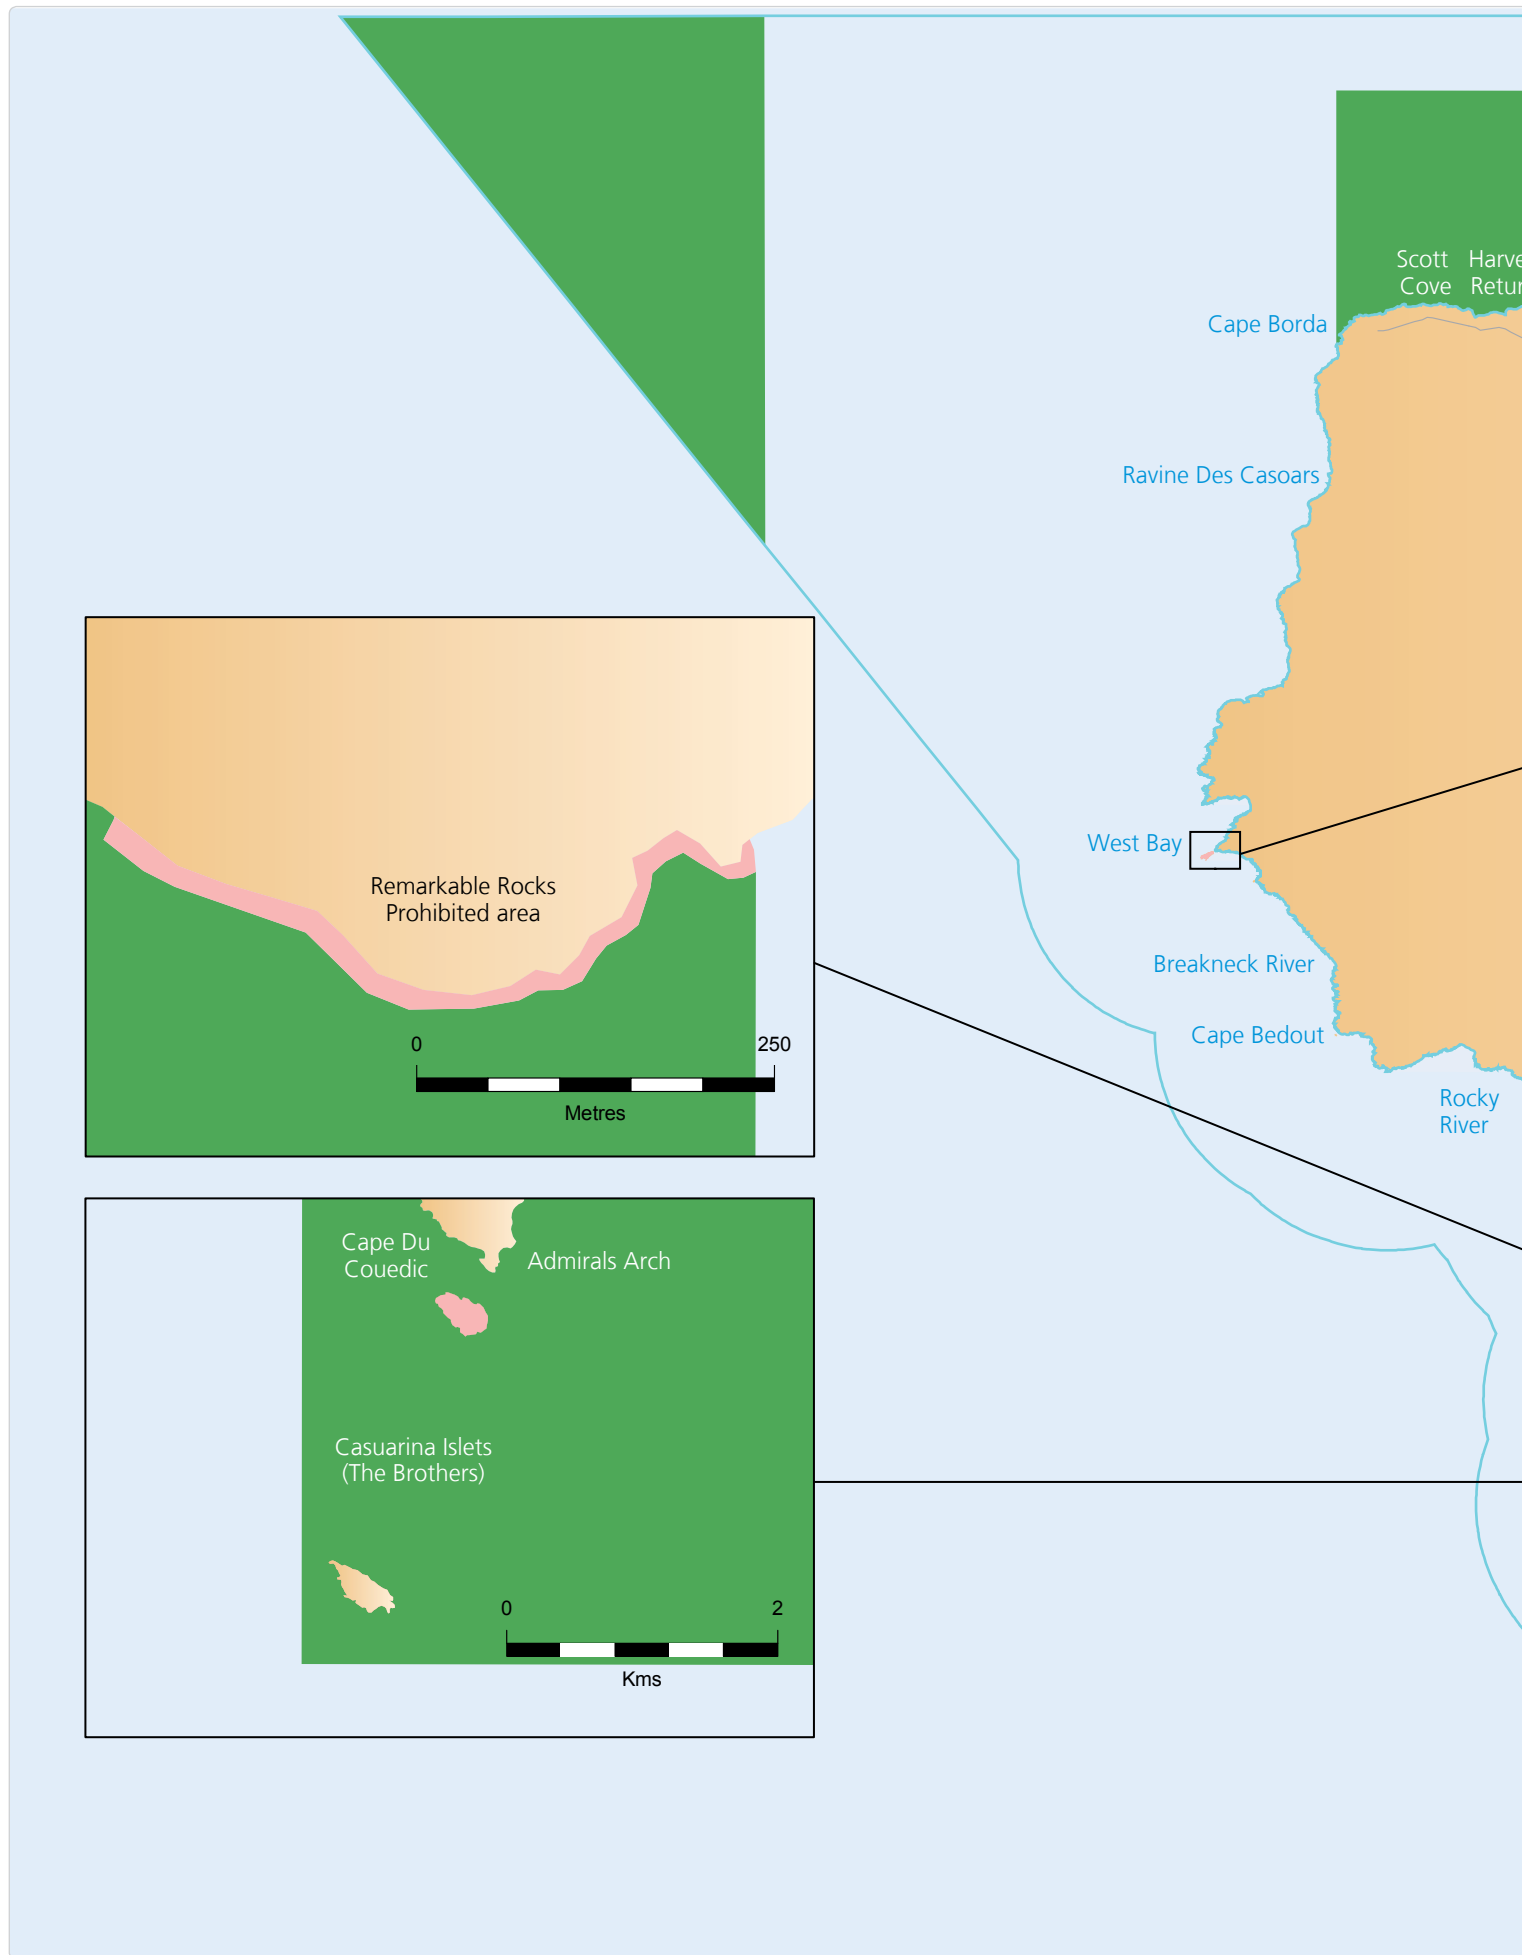 Scott
Cove
Cape Borda
Ravine Des Casoars
West Bay
Breakneck River
Cape Bedout
Rocky
River
Remarkable Rocks
Prohibited area
0
250
Metres
Cape Du
Couedic
Admirals Arch
Casuarina Islets
(The Brothers)
0
2
Kms